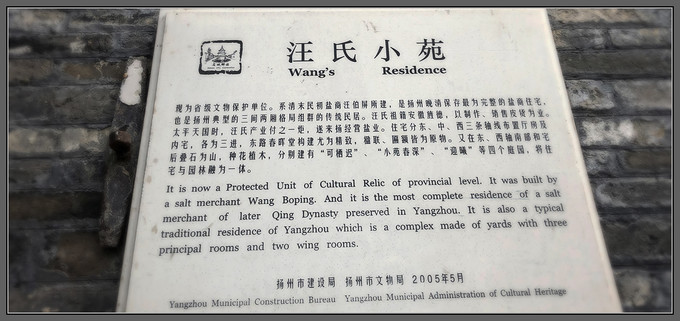 汪氏小苑
Wang's Residence
现为省级文物保护单位。系清末民初盐商汪伯屏所建，是扬州晚清保存最为完整的盐商住宅，
也是扬州典型的三间两厢格局组群的传统民居。汪氏祖籍安徽旌德，以制作、销售皮货为业。
太平天国时，汪氏产业付之一炬，遂来扬经营盐业。住宅分东、中、西三条轴线布置厅房及
内宅，各为三进，东路春晖堂构建尤为精致，楹联、匾额皆为原物。又在东、西轴南部和宅
后叠石为山，种花植木，分别建有“可栖迟”、“小苑春深”、“迎曦”等四个庭园，将住
宅与园林融为一体。
It is now a Protected Unit of Cultural Relic of provincial level. It was built by
a salt merchant Wang Boping. And it is the most complete residence of a salt
merchant of later Qing Dynasty preserved in Yangzhou. It is also a typical
traditional residence of Yangzhou which is a complex made of yards with three
principal rooms and two wing rooms.
扬州市建设局 扬州市文物局 2005年5月
Yangzhou Municipal Construction Bureau Yangzhou Municipal Administration of Cultural Heritage